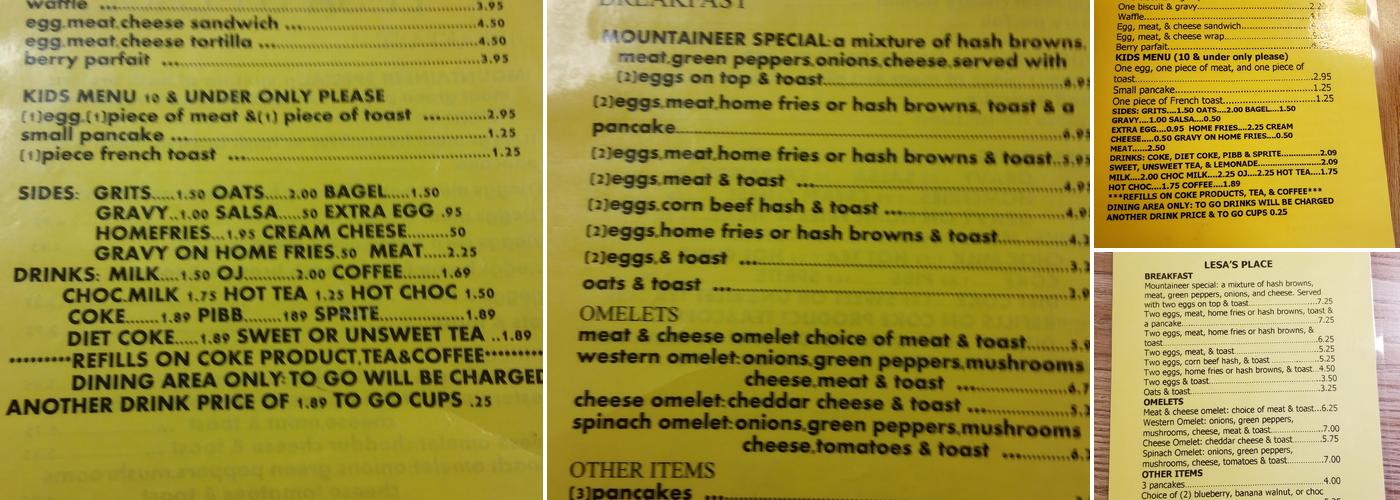 waffle ...3.95
egg.meat.cheese sandwich ...4.50
egg.meat.cheese tortilla ...4.50
berry parfait ...3.95
KIDS MENU 10 & UNDER ONLY PLEASE
(1)egg.(1)piece of meat &(1) piece of toast ...2.95
small pancake ...1.25
(1)piece french toast ...1.25
SIDES: GRITS....1.50 OATS....2.00 BAGEL....1.50
GRAVY..1.00 SALSA.....50 EXTRA EGG .95
HOMEFRIES...1.95 CREAM CHEESE........50
GRAVY ON HOME FRIES.50 MEAT.....2.25
DRINKS: MILK....1.50 OJ.........2.00 COFFEE.......1.69
CHOC.MILK 1.75 HOT TEA 1.25 HOT CHOC 1.50
COKE.......1.89 PIBB.......189 SPRITE...............1.89
DIET COKE.....1.89 SWEET OR UNSWEET TEA ..1.89
*********REFILLS ON COKE PRODUCT,TEA&COFFEE*********
DINING AREA ONLY: TO GO WILL BE CHARGED
ANOTHER DRINK PRICE OF 1.89 TO GO CUPS .25
BREAKFAST
MOUNTAINEER SPECIAL:a mixture of hash browns,
meat,green peppers,onions,cheese,served with
(2)eggs on top & toast
(2)eggs,meat,home fries or hash browns, toast & a
pancake
(2)eggs,meat,home fries or hash browns & toast..5.95
(2)eggs,meat & toast ...
(2)eggs,corn beef hash & toast ...
(2)eggs,home fries or hash browns & toast
(2)eggs,& toast ...
oats & toast ...
OMELETS
meat & cheese omelet choice of meat & toast
western omelet:onions,green peppers,mushrooms
cheese,meat & toast ...
cheese omelet:cheddar cheese & toast ...
spinach omelet:onions,green peppers,mushrooms
cheese,tomatoes & toast ...
OTHER ITEMS
(3)pancakes ...
One biscuit & gravy
Waffle
Egg, meat, & cheese sandwich
Egg, meat, & cheese wrap
Berry parfait
KIDS MENU (10 & under only please)
One egg, one piece of meat, and one piece of
toast...2.95
Small pancake...1.25
One piece of French toast...1.25
SIDES: GRITS....1.50 OATS....2.00 BAGEL....1.50
GRAVY....1.00 SALSA....0.50
EXTRA EGG....0.95 HOME FRIES....2.25 CREAM
CHEESE.....0.50 GRAVY ON HOME FRIES....0.50
MEAT.....2.50
DRINKS: COKE, DIET COKE, PIBB & SPRITE...2.09
SWEET, UNSWEET TEA, & LEMONADE...2.09
MILK....2.00 CHOC MILK....2.25 OJ....2.25 HOT TEA....1.75
HOT CHOC....1.75 COFFEE....1.89
***REFILLS ON COKE PRODUCTS, TEA, & COFFEE***
DINING AREA ONLY: TO GO DRINKS WILL BE CHARGED
ANOTHER DRINK PRICE & TO GO CUPS 0.25
LESA'S PLACE
BREAKFAST
Mountaineer special: a mixture of hash browns,
meat, green peppers, onions, and cheese. Served
with two eggs on top & toast...7.25
Two eggs, meat, home fries or hash browns, toast &
a pancake...7.25
Two eggs, meat, home fries or hash browns, &
toast...6.25
Two eggs, meat, & toast...5.25
Two eggs, corn beef hash, & toast...5.25
Two eggs, home fries or hash browns, & toast...4.50
Two eggs & toast...3.50
Oats & toast...3.25
OMELETS
Meat & cheese omelet: choice of meat & toast...6.25
Western Omelet: onions, green peppers,
mushrooms, cheese, meat & toast...7.00
Cheese Omelet: cheddar cheese & toast...5.75
Spinach Omelet: onions, green peppers,
mushrooms, cheese, tomatoes & toast...7.00
OTHER ITEMS
3 pancakes...4.00
Choice of (2) blueberry, banana walnut, or choc